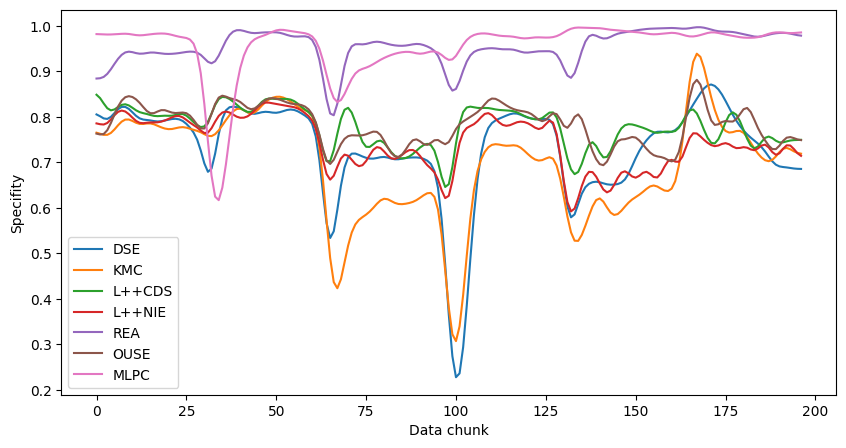 1.0
0.9
0.8
0.7
0.6
0.5
0.4
0.3
0.2
Specifity
DSE
KMC
L++CDS
L++NIE
REA
OUSE
MLPC
0 25 50 75 100 125 150 175 200
Data chunk